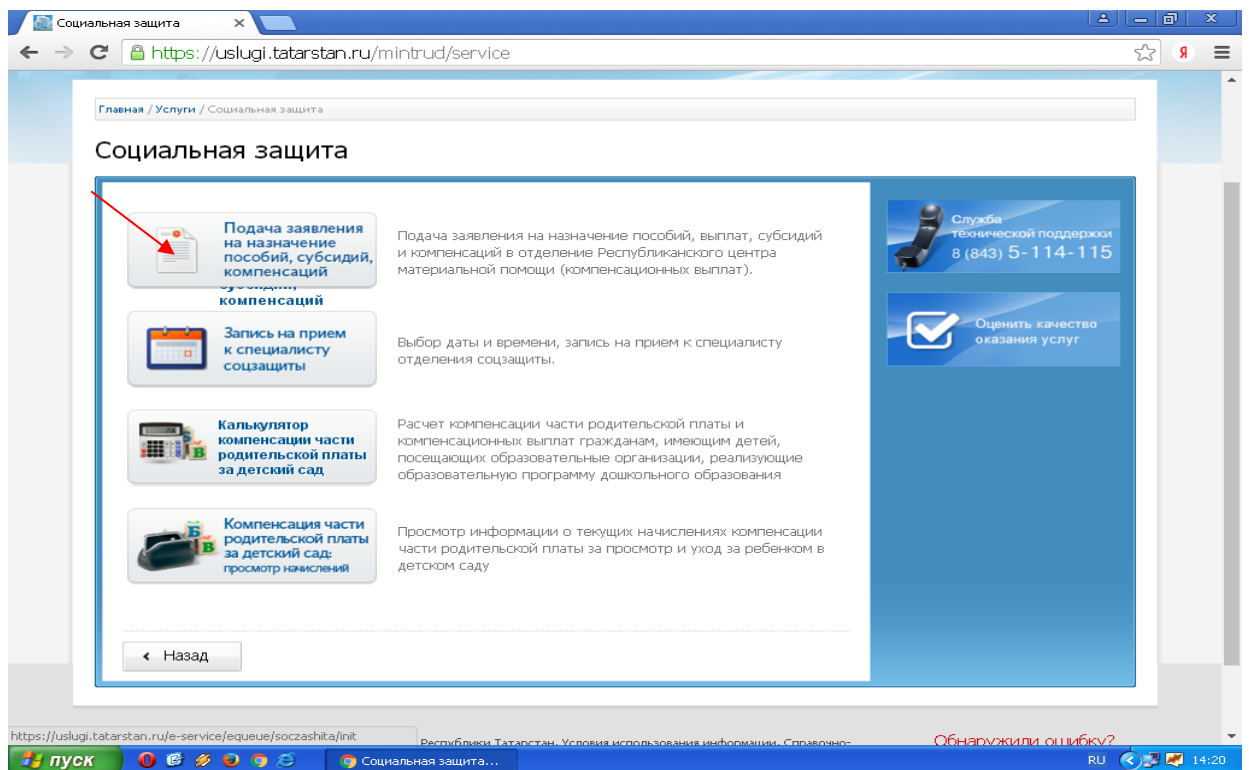 Социальная защита
https://uslugi.tatarstan.ru/mintrud/service
Я
Главная / Услуги / Социальная защита
Социальная защита
Подача заявления
на назначение
пособий, субсидий,
компенсаций
компенсаций
Подача заявления на назначение пособий, выплат, субсидий
и компенсаций в отделение Республиканского центра
материальной помощи (компенсационных выплат).
Запись на прием
к специалисту
соцзащиты
Выбор даты и времени, запись на прием к специалисту
отделения соцзащиты.
Калькулятор
компенсации части
родительской платы
за детский сад
Расчет компенсации части родительской платы и
компенсационных выплат гражданам, имеющим детей,
посещающих образовательные организации, реализующие
образовательную программу дошкольного образования
Компенсация части
родительской платы
за детский сад:
просмотр начислений
Просмотр информации о текущих начислениях компенсации
части родительской платы за просмотр и уход за ребенком в
детском саду
Назад
Служба
технической поддержки
8 (843) 5-114-115
Оценить качество
оказания услуг
https://uslugi.tatarstan.ru/e-service/equeue/soczashita/init
Республики Татарстан. Условия использования информации. Справочно-
Обнаружили ошибку?
пуск
Социальная защита...
RU
14:20